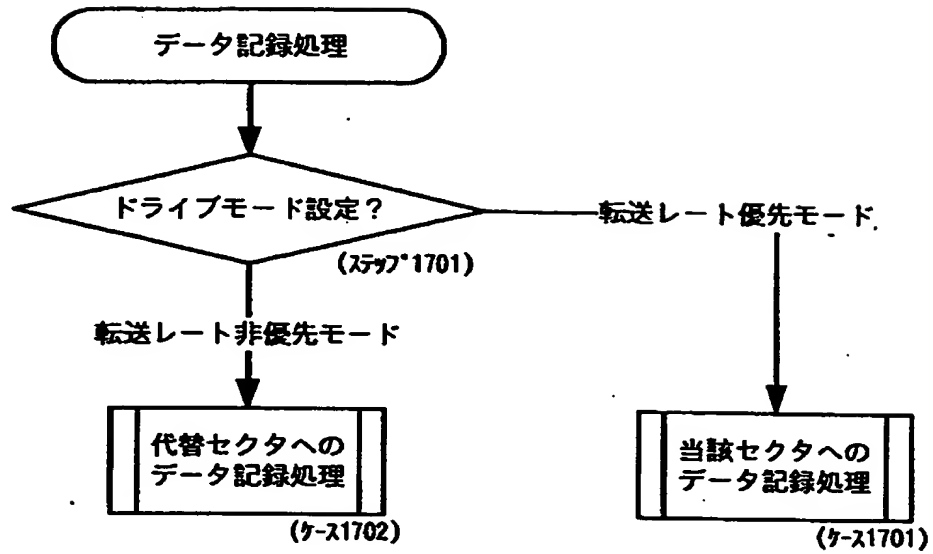 データ記録処理
ドライブモード設定？
転送レート優先モード
(ステップ1701)
転送レート非優先モード
代替セクタへの
データ記録処理
(ケース1702)
当該セクタへの
データ記録処理
(ケース1701)